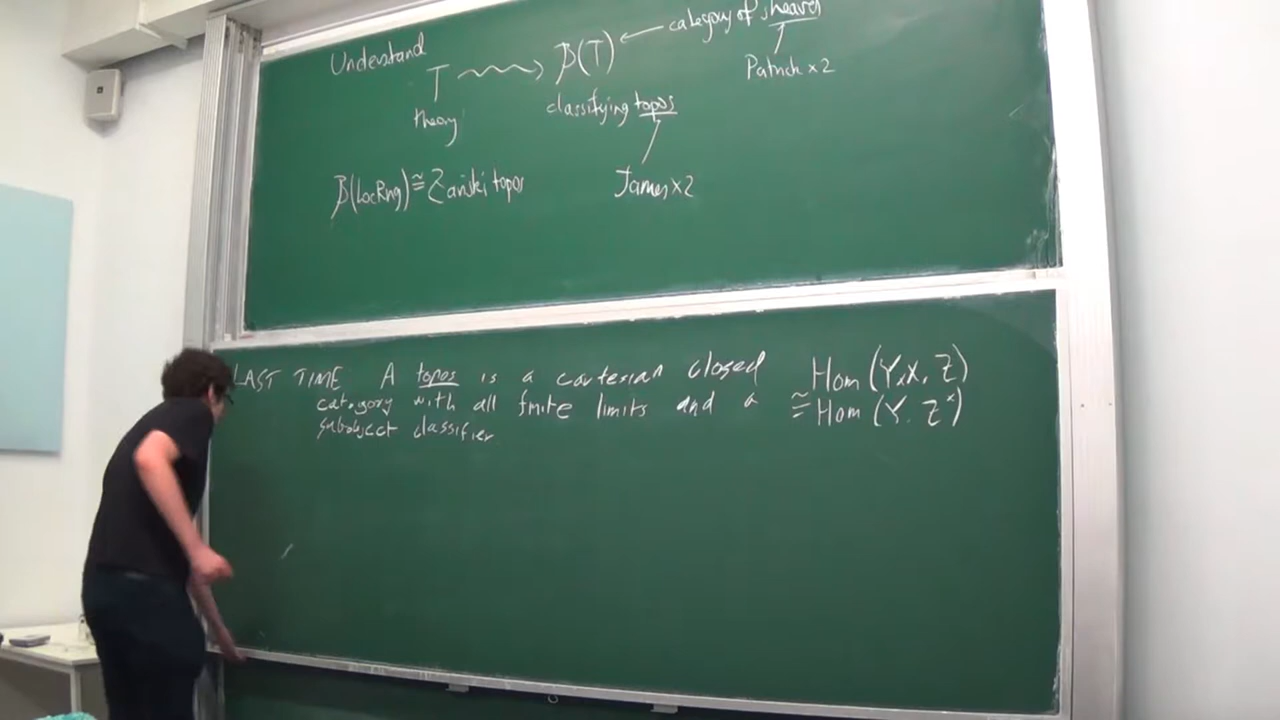 Understand
T ⇝ β(T) ← category of sheaves
theory
classifying topos
Patrick × 2
James × 2
β(LocRng) ≅ Zariski topos
LAST TIME A topos is a cartesian closed
category with all finite limits and a
subobject classifier
Hom(Y×X, Z)
≅ Hom(Y, Zˣ)